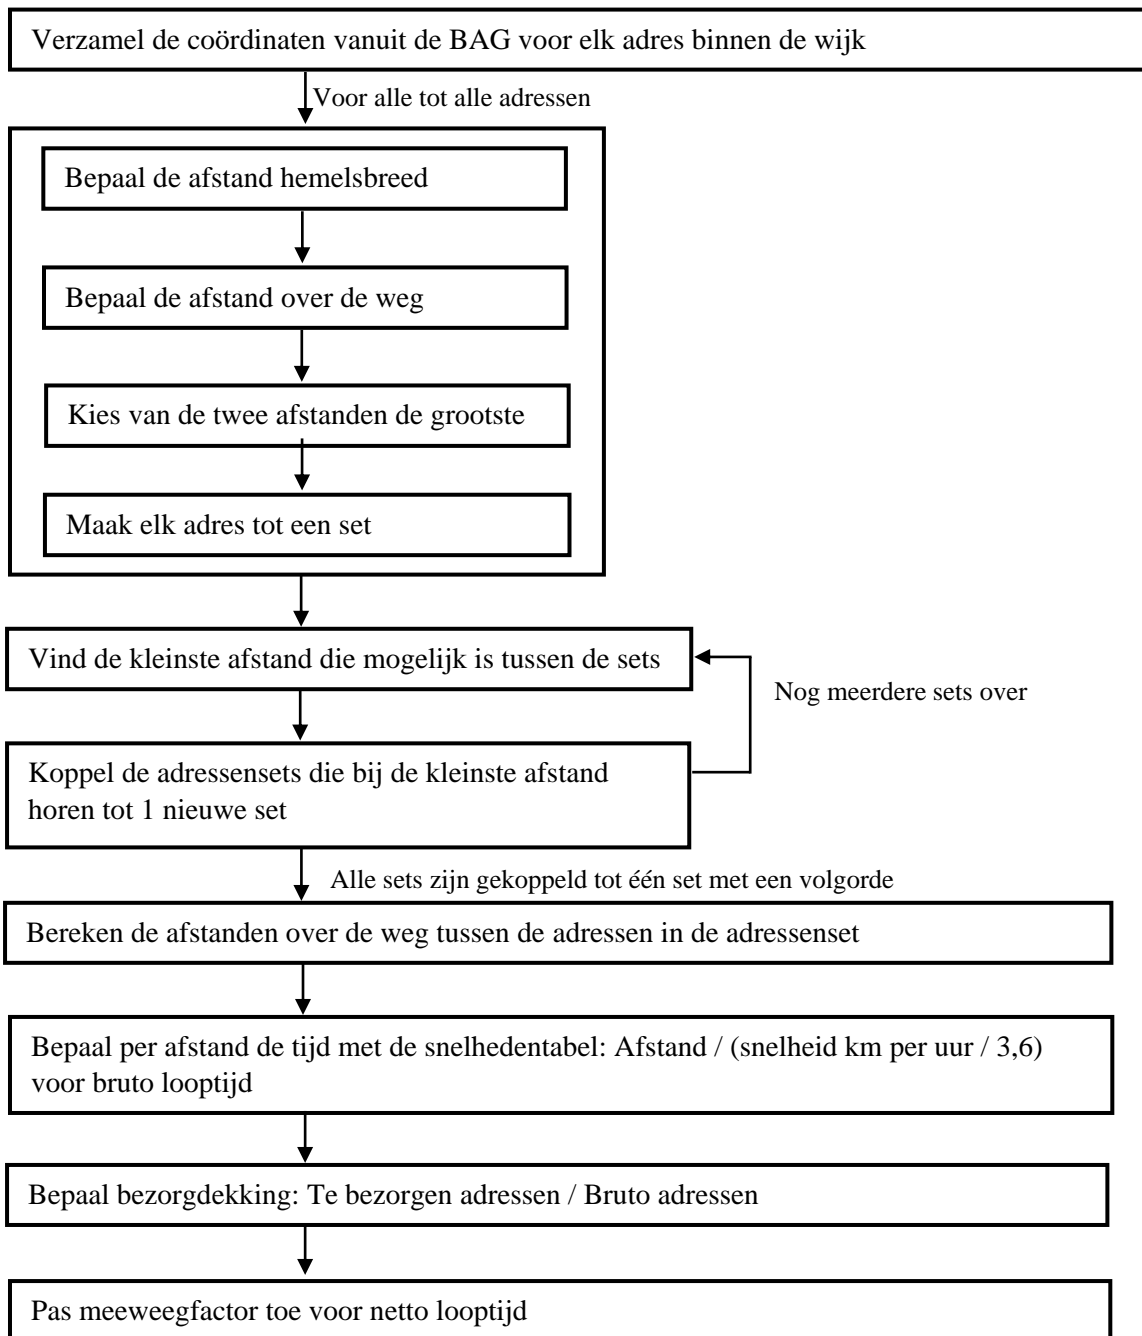 Verzamel de coördinaten vanuit de BAG voor elk adres binnen de wijk
Voor alle tot alle adressen
Bepaal de afstand hemelsbreed
Bepaal de afstand over de weg
Kies van de twee afstanden de grootste
Maak elk adres tot een set
Vind de kleinste afstand die mogelijk is tussen de sets
Nog meerdere sets over
Koppel de adressensets die bij de kleinste afstand
horen tot 1 nieuwe set
Alle sets zijn gekoppeld tot één set met een volgorde
Bereken de afstanden over de weg tussen de adressen in de adressenset
Bepaal per afstand de tijd met de snelhedentabel: Afstand / (snelheid km per uur / 3,6)
voor bruto looptijd
Bepaal bezorgdekking: Te bezorgen adressen / Bruto adressen
Pas meeweegfactor toe voor netto looptijd